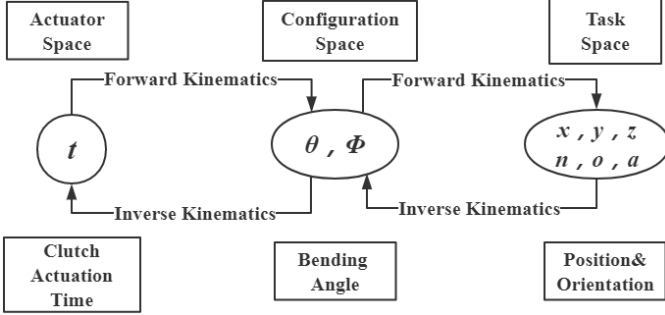 Actuator
Space
Configuration
Space
Task
Space
Forward Kinematics
Forward Kinematics
t
θ , Φ
x , y , z
n , o , a
Inverse Kinematics
Inverse Kinematics
Clutch
Actuation
Time
Bending
Angle
Position&
Orientation